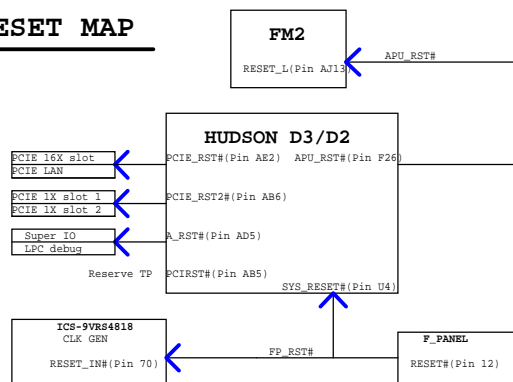 ESET MAP
FM2
RESET_L(Pin AJ13)
APU_RST#
HUDSON D3/D2
PCIE 16X slot
PCIE LAN
PCIE_RST#(Pin AE2)
APU_RST#(Pin F26)
PCIE 1X slot 1
PCIE 1X slot 2
PCIE_RST2#(Pin AB6)
Super IO
LPC debug
A_RST#(Pin AD5)
Reserve TP
PCIRST#(Pin AB5)
SYS_RESET#(Pin U4)
ICS-9VRS4818
CLK GEN
RESET_IN#(Pin 70)
FP_RST#
F_PANEL
RESET#(Pin 12)